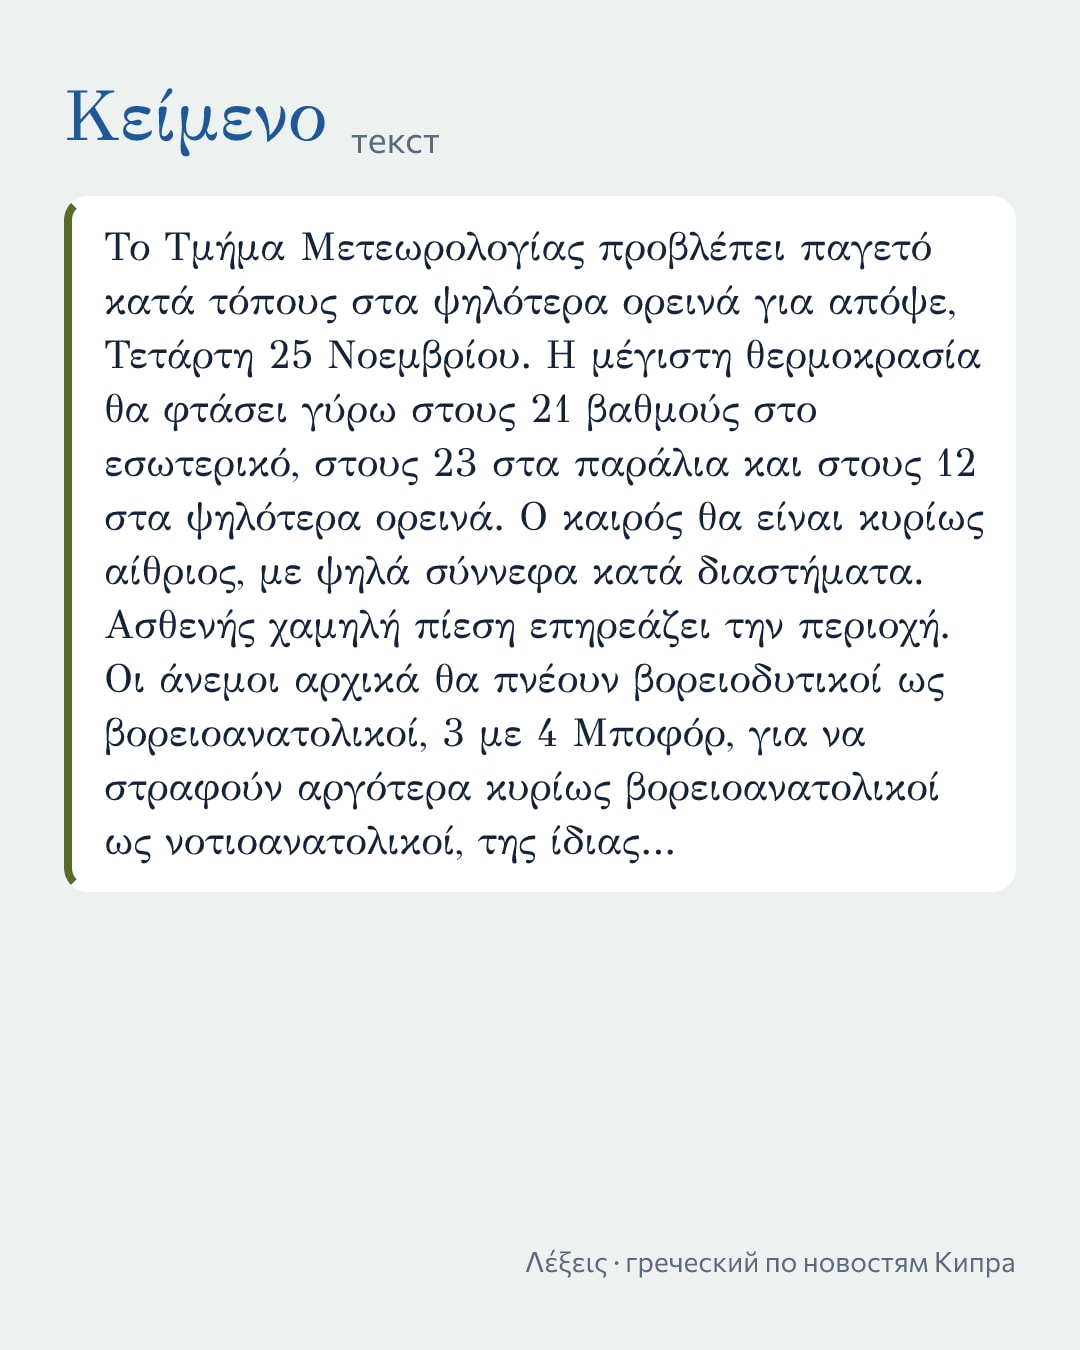 Κείμενο текст
Το Τμήμα Μετεωρολογίας προβλέπει παγετό
κατά τόπους στα ψηλότερα ορεινά για απόψε,
Τετάρτη 25 Νοεμβρίου. Η μέγιστη θερμοκρασία
θα φτάσει γύρω στους 21 βαθμούς στο
εσωτερικό, στους 23 στα παράλια και στους 12
στα ψηλότερα ορεινά. Ο καιρός θα είναι κυρίως
αίθριος, με ψηλά σύννεφα κατά διαστήματα.
Ασθενής χαμηλή πίεση επηρεάζει την περιοχή.
Οι άνεμοι αρχικά θα πνέουν βορειοδυτικοί ως
βορειοανατολικοί, 3 με 4 Μποφόρ, για να
στραφούν αργότερα κυρίως βορειοανατολικοί
ως νοτιοανατολικοί, της ίδιας...
Λέξεις · греческий по новостям Кипра